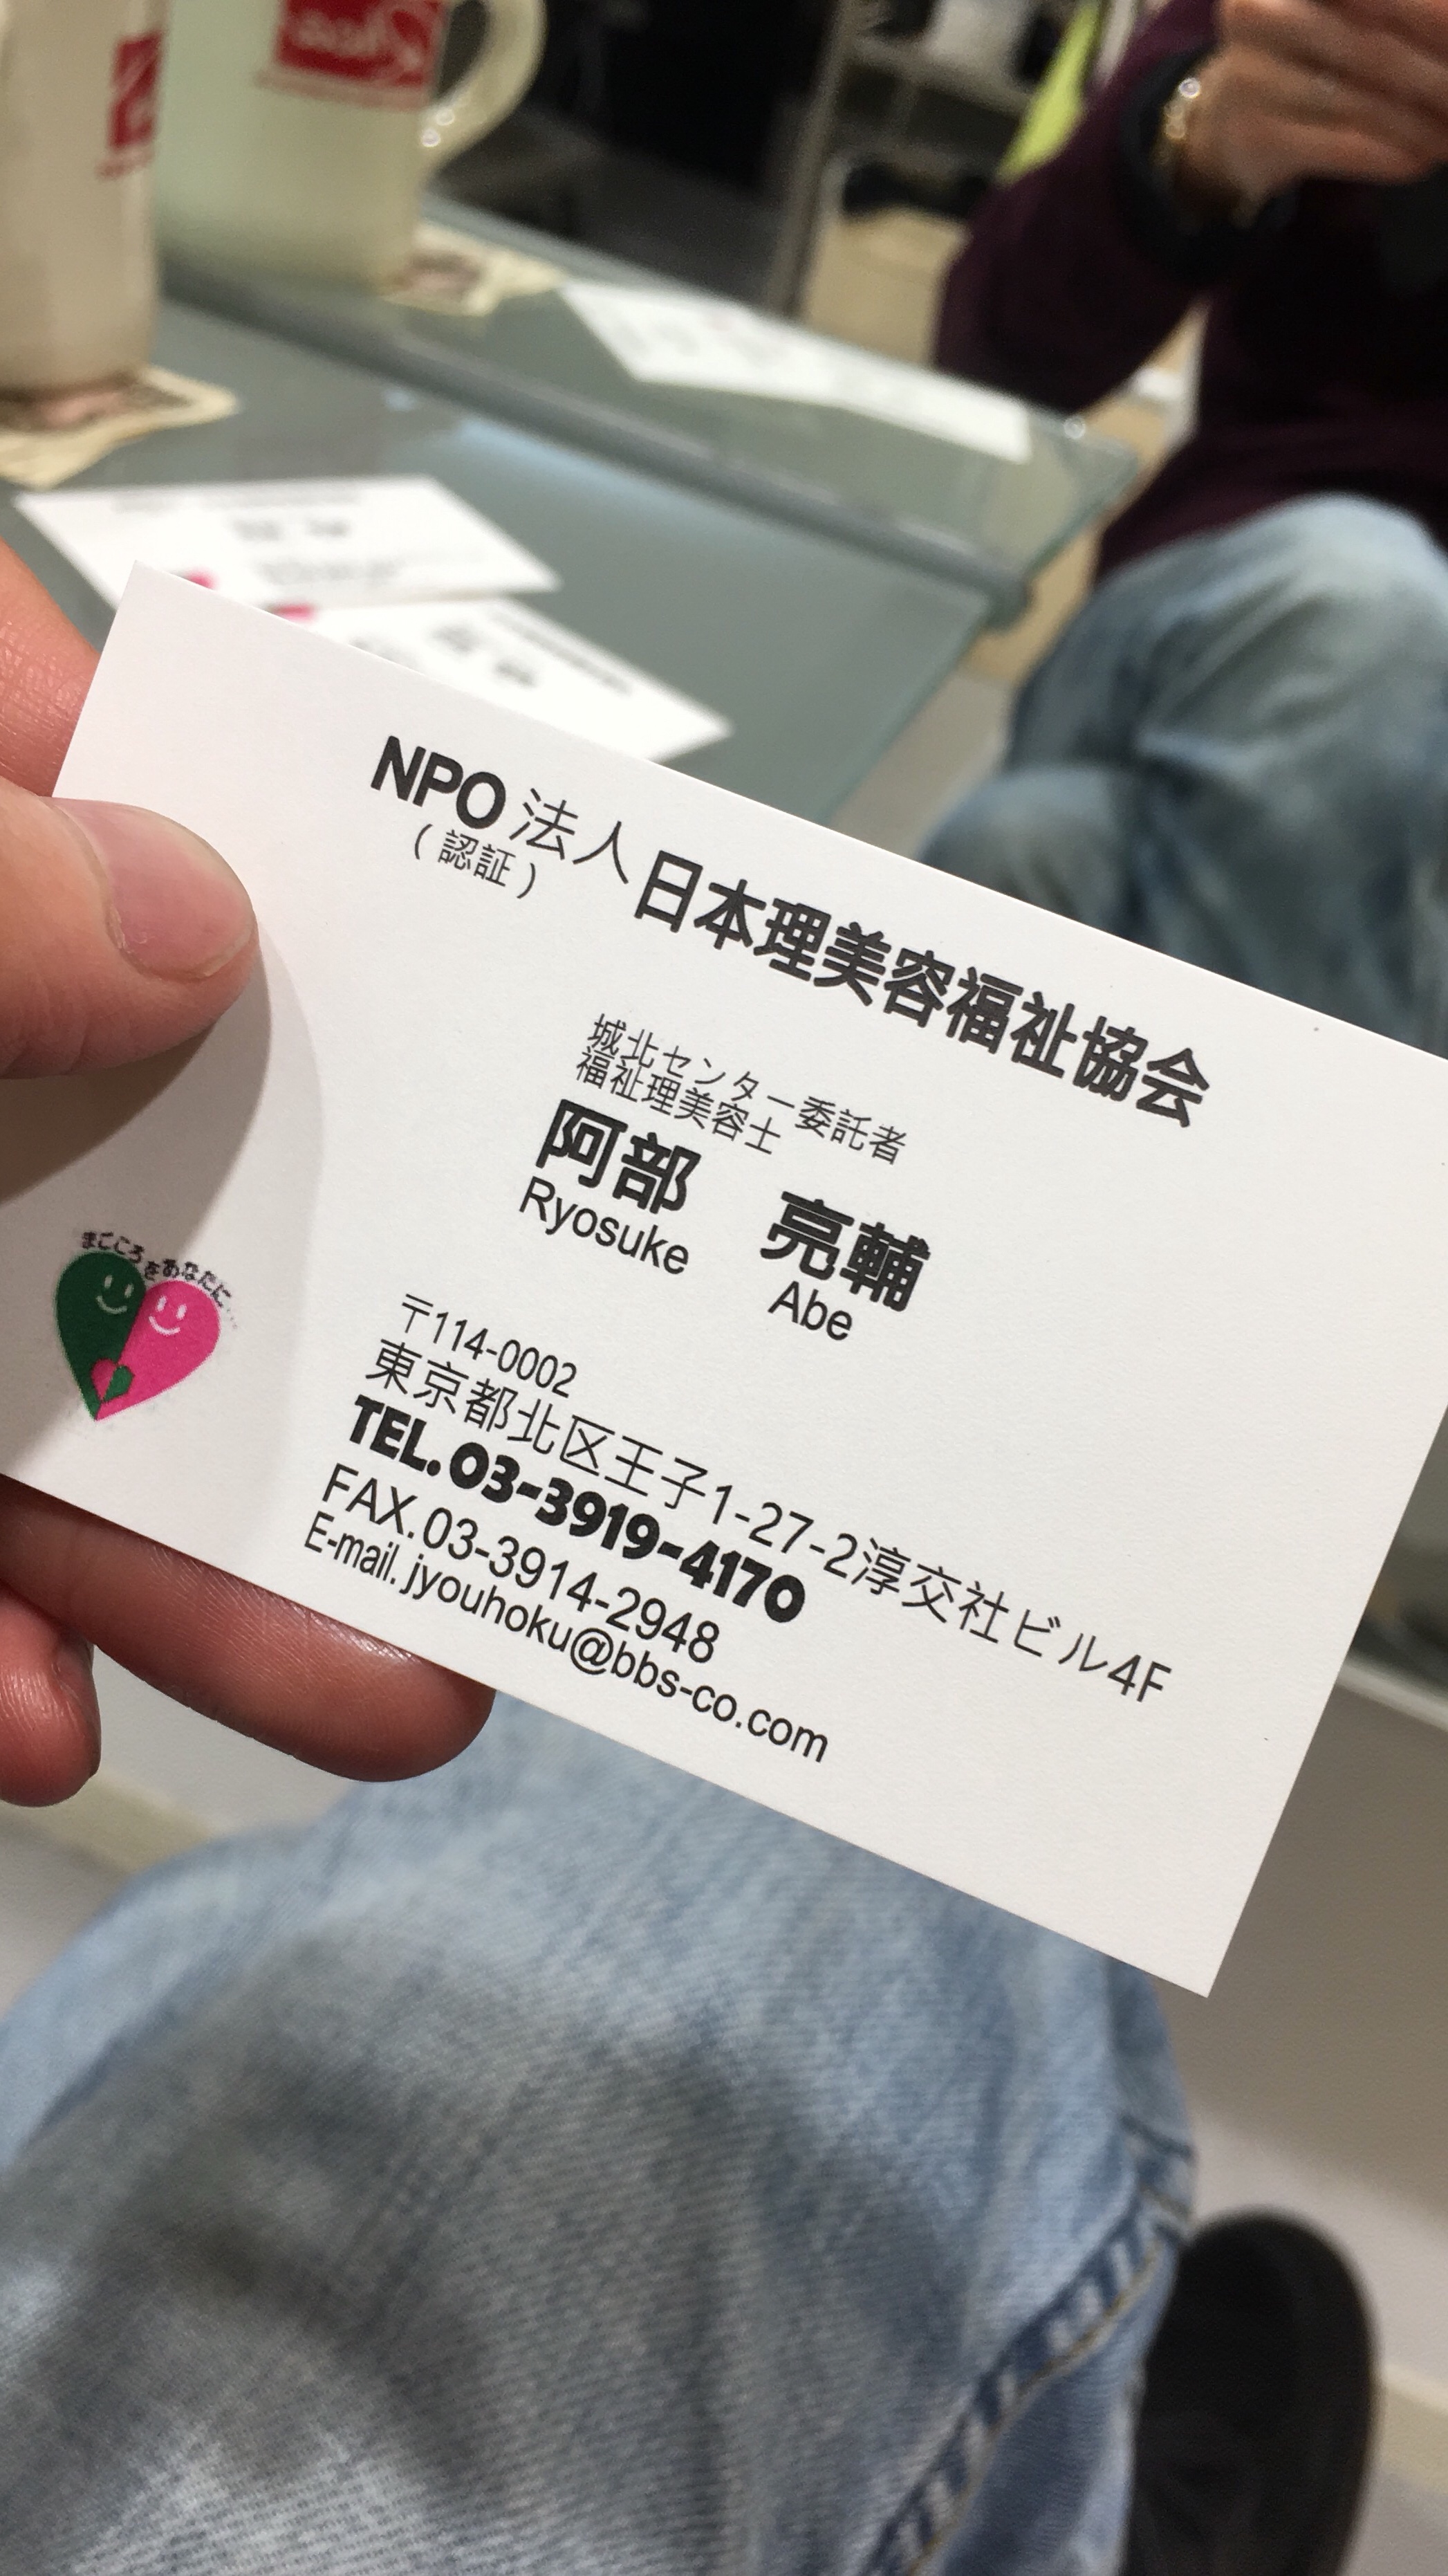 NPO法人日本理美容福祉協会
(認証)
城北センター委託者
福祉理美容士
阿部 亮輔
Ryosuke Abe
まごころをあなたに…
〒114-0002
東京都北区王子1-27-2淳交社ビル4F
TEL.03-3919-4170
FAX.03-3914-2948
E-mail.jyouhoku@bbs-co.com